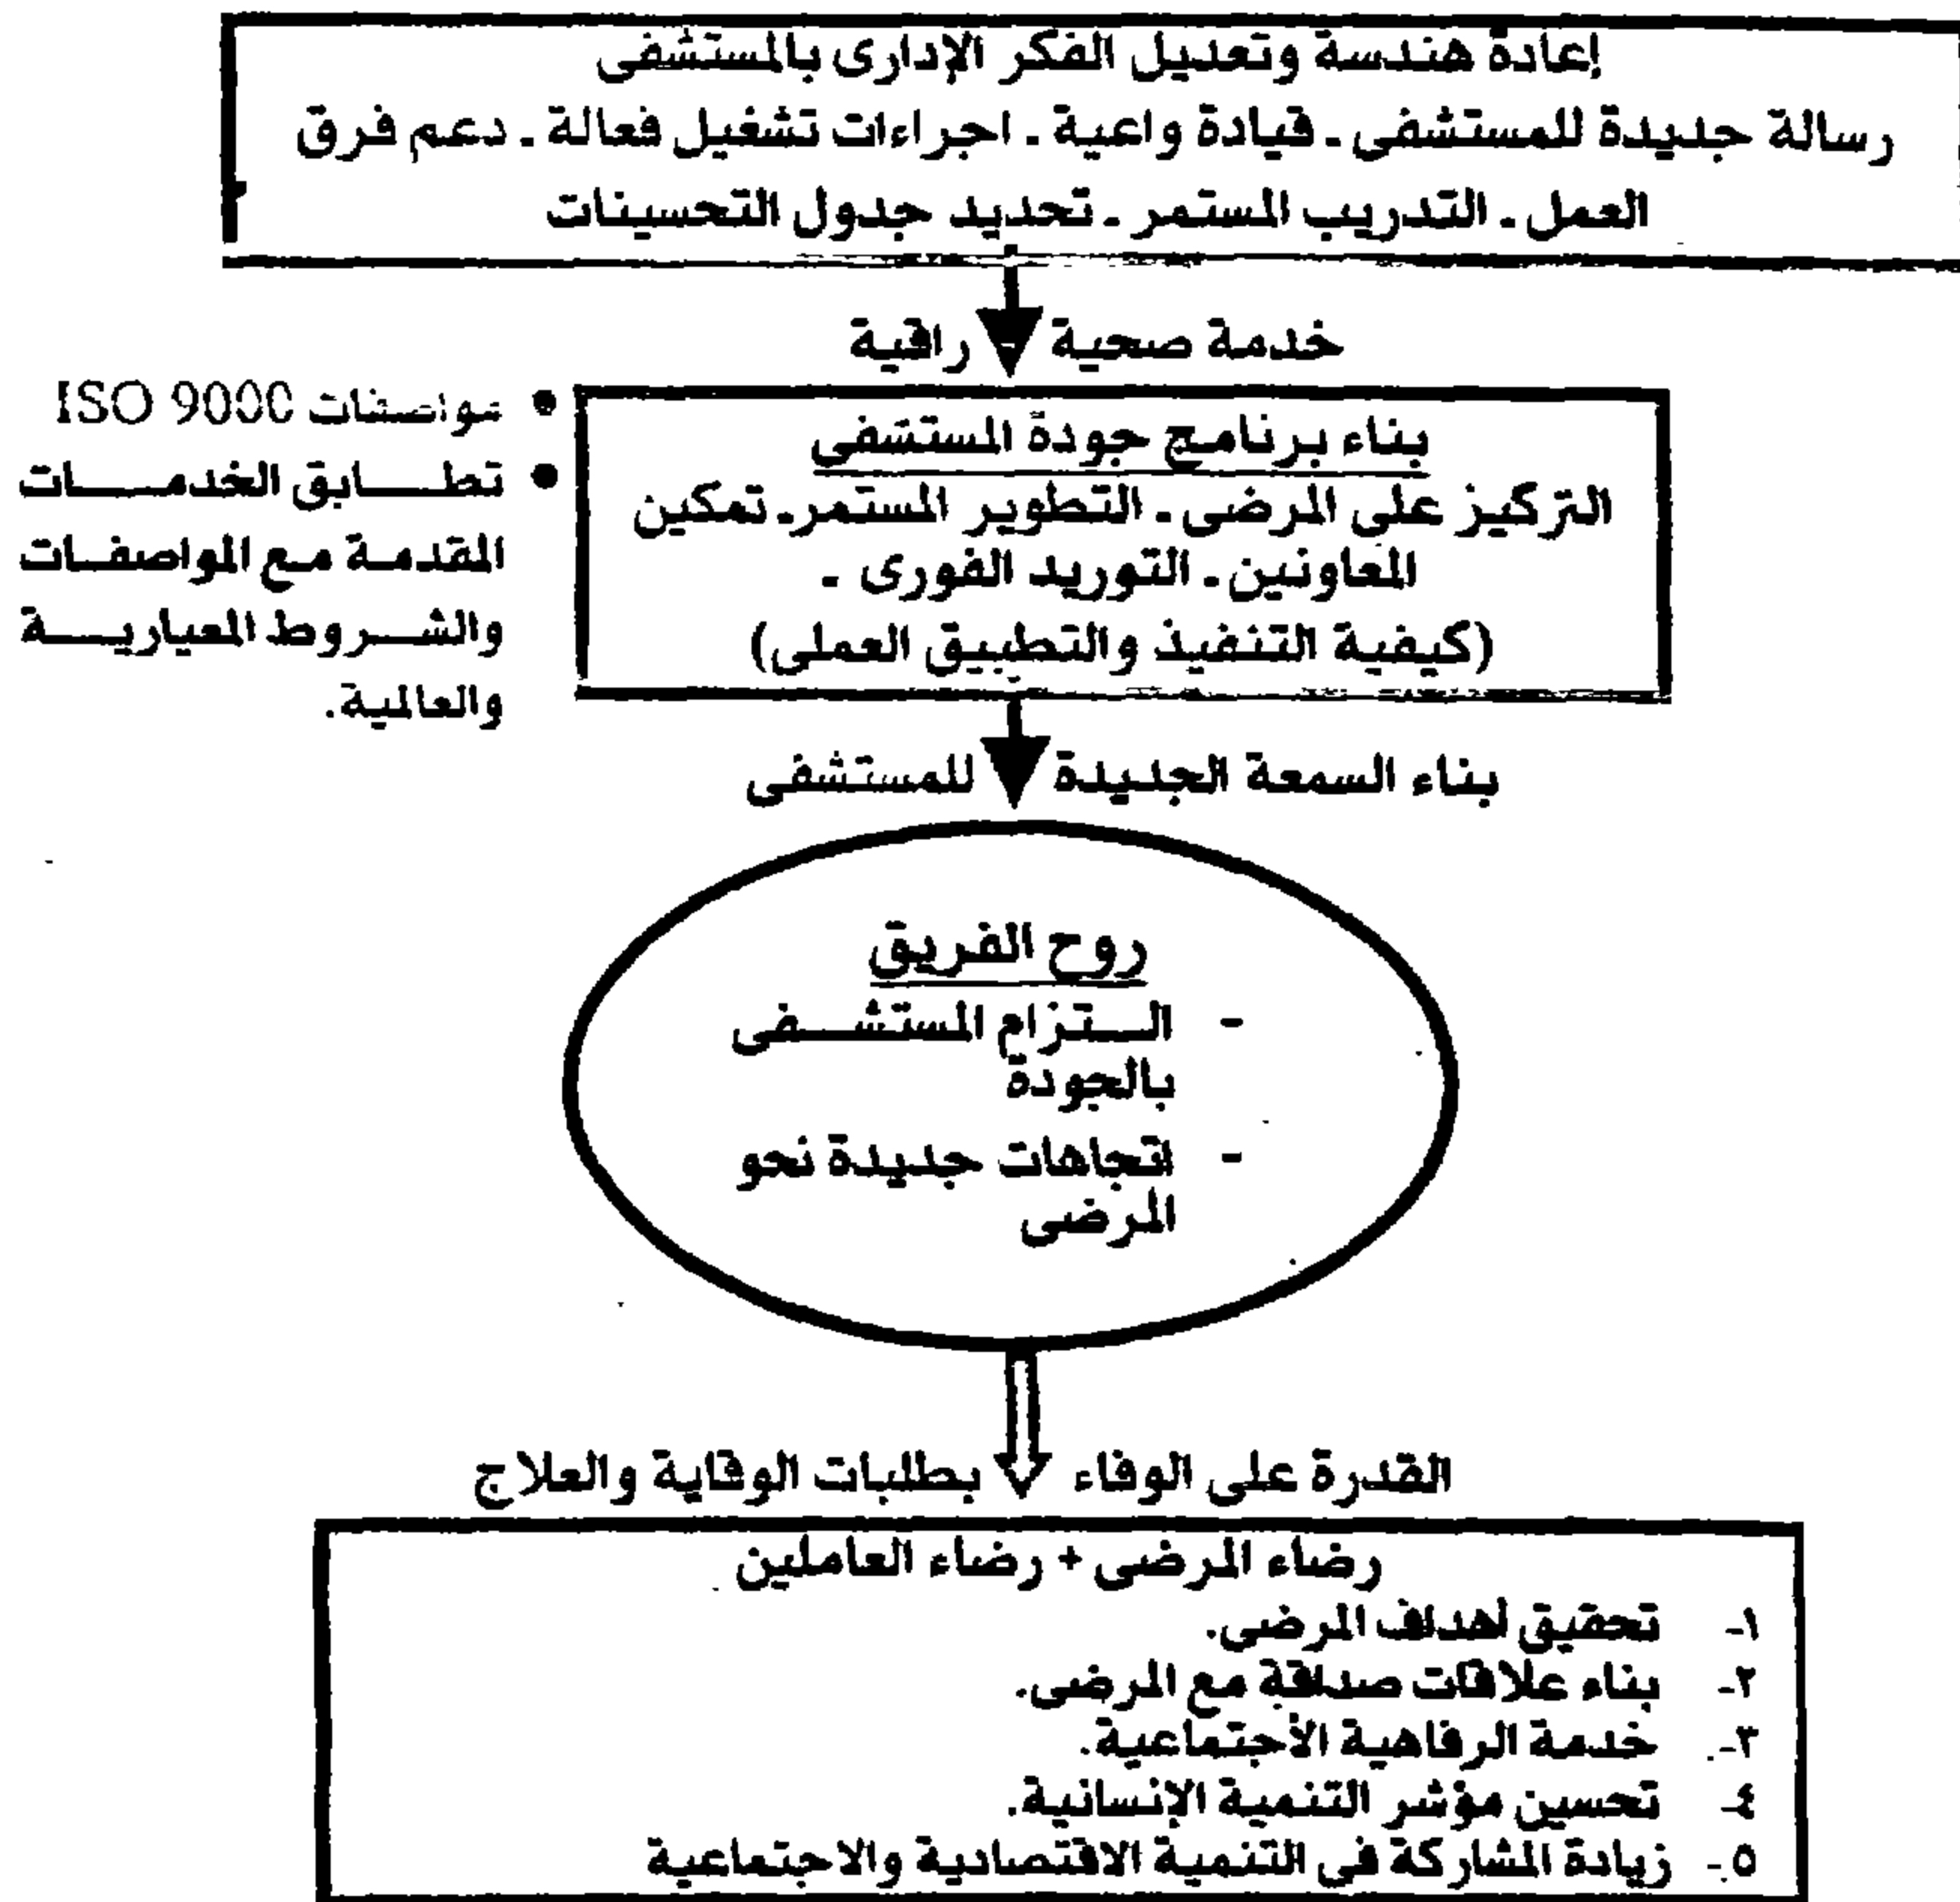 إعادة هندسة وتعديل الفكر الإدارى بالمستشفى
رسالة جديدة للمستشفى . قيادة واعية . اجراءات تشغيل فعالة . دعم فرق
العمل . التدريب المستمر . تحديد جدول التحسينات
خدمة صحية راقية
بناء برنامج جودة المستشفى
التركيز على المرضى . التطوير المستمر . تمكين
المعاونين . التوريد الفورى .
(كيفية التنفيذ والتطبيق العملى)
• مواصفات ISO 9000
• تطابق الخدمات
المقدمة مع المواصفات
والشروط المعيارية
والعالمية.
بناء السمعة الجديدة للمستشفى
روح الفريق
- التزام المستشفى
بالجودة
- اتجاهات جديدة نحو
المرضى
القدرة على الوفاء بطلبات الوقاية والعلاج
رضاء المرضى + رضاء العاملين
١- تحقيق اهداف المرضى.
٢- بناء علاقات صداقة مع المرضى.
٣- خدمة الرفاهية الأجتماعية.
٤- تحسين مؤشر التنمية الإنسانية.
٥- زيادة المشاركة فى التنمية الاقتصادية والاجتماعية